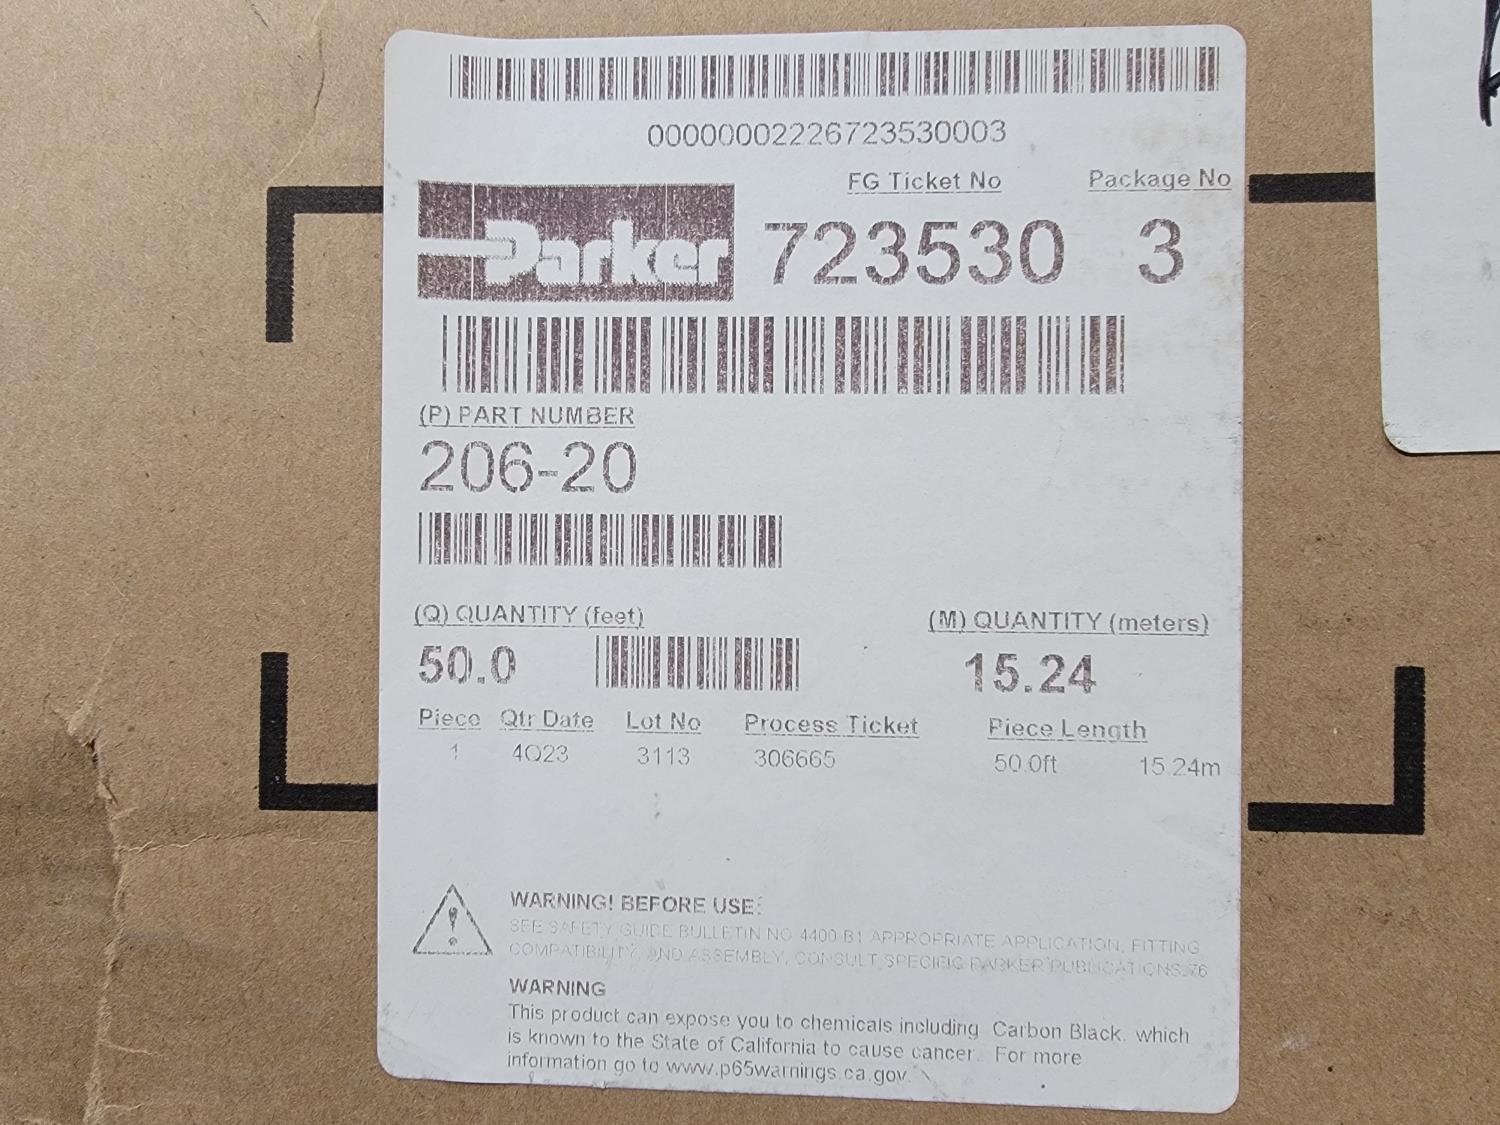 00000002226723530003
FG Ticket No Package No
Parker 723530 3
(P) PART NUMBER
206-20
(Q) QUANTITY (feet) (M) QUANTITY (meters)
50.0 15.24
Piece Qtr Date Lot No Process Ticket Piece Length
1 4Q23 3113 306665 50.0ft 15.24m
WARNING! BEFORE USE:
SEE SAFETY GUIDE BULLETIN NO 4400 B1 APPROPRIATE APPLICATION, FITTING
COMPATIBILITY, AND ASSEMBLY, CONSULT SPECIFIC PARKER PUBLICATIONS.76
WARNING
This product can expose you to chemicals including Carbon Black, which
is known to the State of California to cause cancer. For more
information go to www.p65warnings.ca.gov.